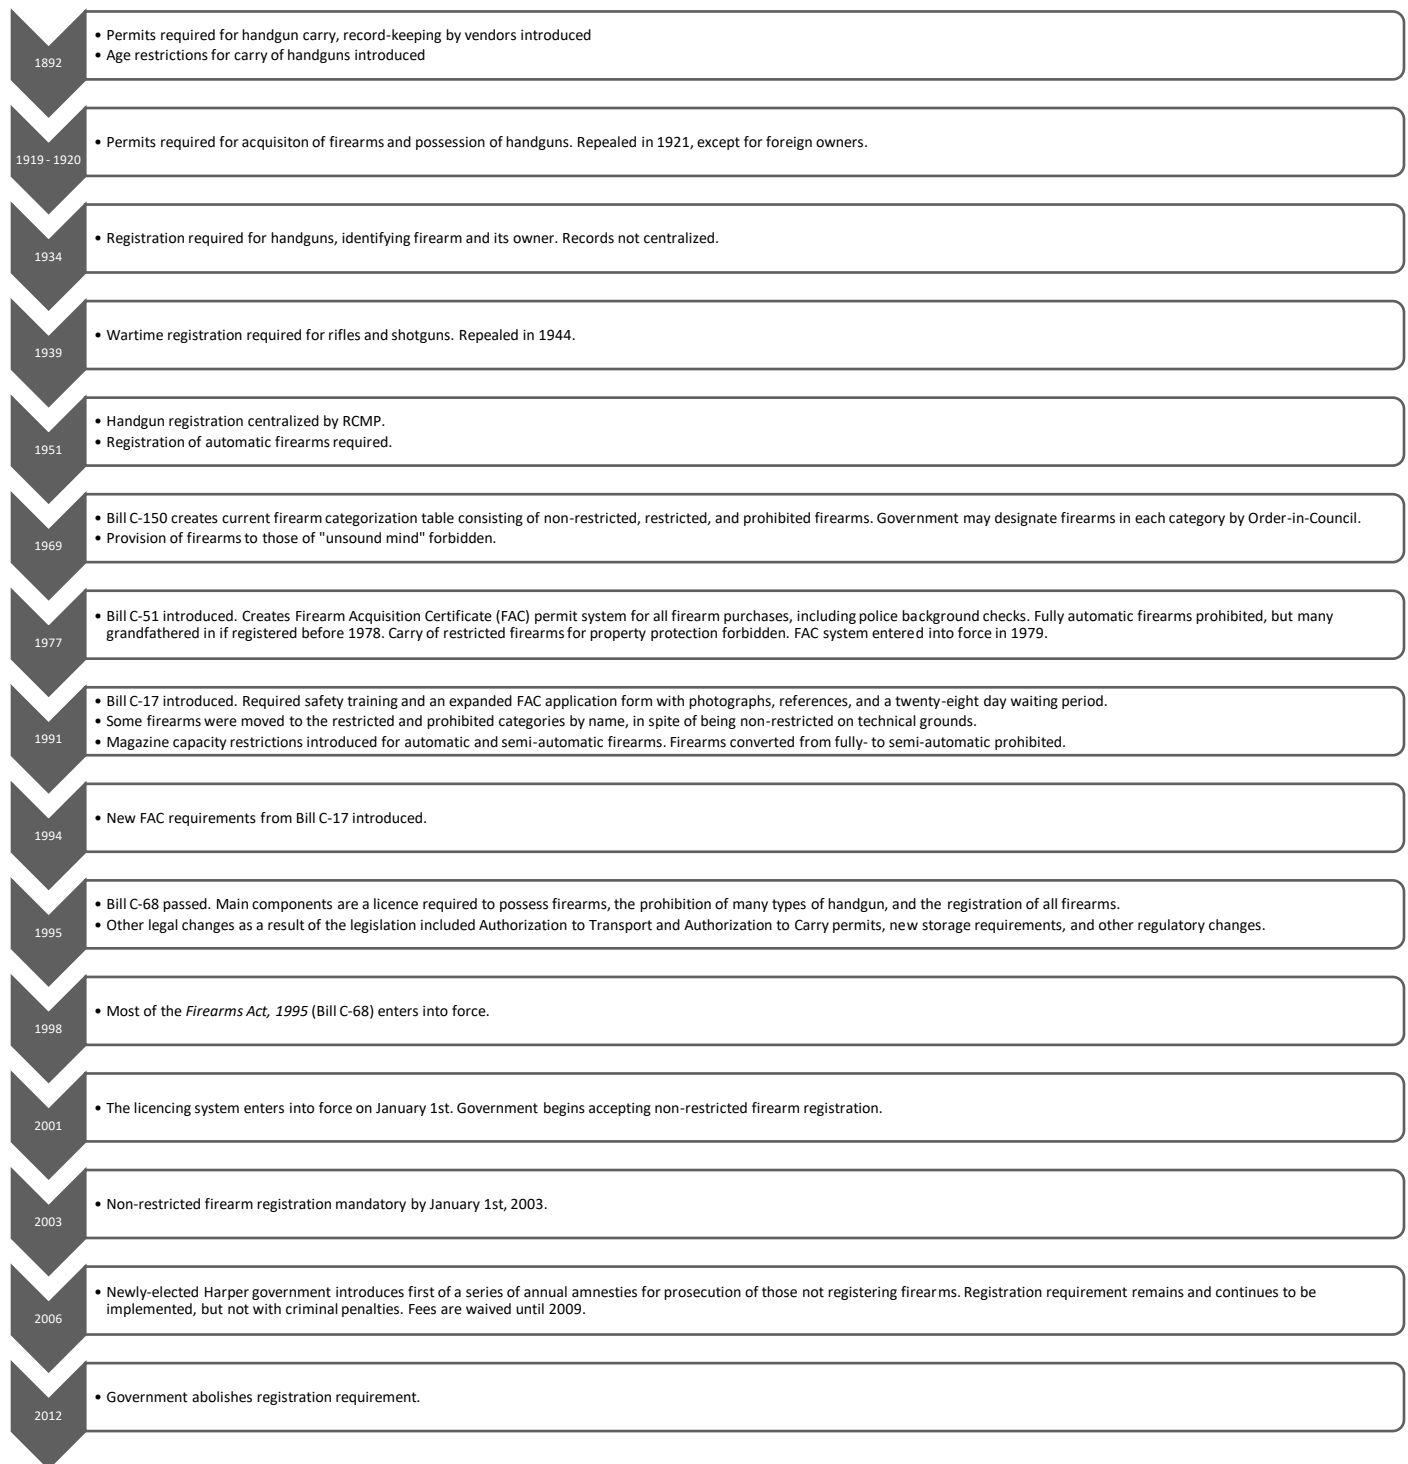 1892
• Permits required for handgun carry, record-keeping by vendors introduced
• Age restrictions for carry of handguns introduced
1919 - 1920
• Permits required for acquisiton of firearms and possession of handguns. Repealed in 1921, except for foreign owners.
1934
• Registration required for handguns, identifying firearm and its owner. Records not centralized.
1939
• Wartime registration required for rifles and shotguns. Repealed in 1944.
1951
• Handgun registration centralized by RCMP.
• Registration of automatic firearms required.
1969
• Bill C-150 creates current firearm categorization table consisting of non-restricted, restricted, and prohibited firearms. Government may designate firearms in each category by Order-in-Council.
• Provision of firearms to those of "unsound mind" forbidden.
1977
• Bill C-51 introduced. Creates Firearm Acquisition Certificate (FAC) permit system for all firearm purchases, including police background checks. Fully automatic firearms prohibited, but many
grandfathered in if registered before 1978. Carry of restricted firearms for property protection forbidden. FAC system entered into force in 1979.
1991
• Bill C-17 introduced. Required safety training and an expanded FAC application form with photographs, references, and a twenty-eight day waiting period.
• Some firearms were moved to the restricted and prohibited categories by name, in spite of being non-restricted on technical grounds.
• Magazine capacity restrictions introduced for automatic and semi-automatic firearms. Firearms converted from fully- to semi-automatic prohibited.
1994
• New FAC requirements from Bill C-17 introduced.
1995
• Bill C-68 passed. Main components are a licence required to possess firearms, the prohibition of many types of handgun, and the registration of all firearms.
• Other legal changes as a result of the legislation included Authorization to Transport and Authorization to Carry permits, new storage requirements, and other regulatory changes.
1998
• Most of the Firearms Act, 1995 (Bill C-68) enters into force.
2001
• The licencing system enters into force on January 1st. Government begins accepting non-restricted firearm registration.
2003
• Non-restricted firearm registration mandatory by January 1st, 2003.
2006
• Newly-elected Harper government introduces first of a series of annual amnesties for prosecution of those not registering firearms. Registration requirement remains and continues to be
implemented, but not with criminal penalties. Fees are waived until 2009.
2012
• Government abolishes registration requirement.